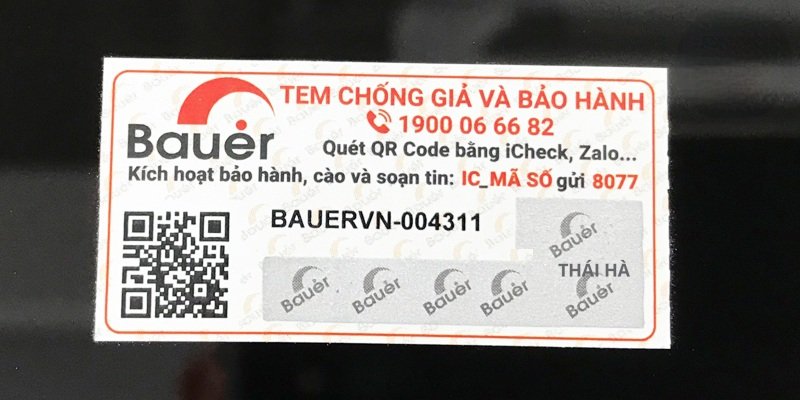 Bauer
TEM CHỐNG GIẢ VÀ BẢO HÀNH
1900 06 66 82
Quét QR Code bằng iCheck, Zalo...
Kích hoạt bảo hành, cào và soạn tin: IC_MÃ SỐ gửi 8077
BAUERVN-004311
Bauer
THÁI HÀ
Bauer Bauer Bauer Bauer Bauer